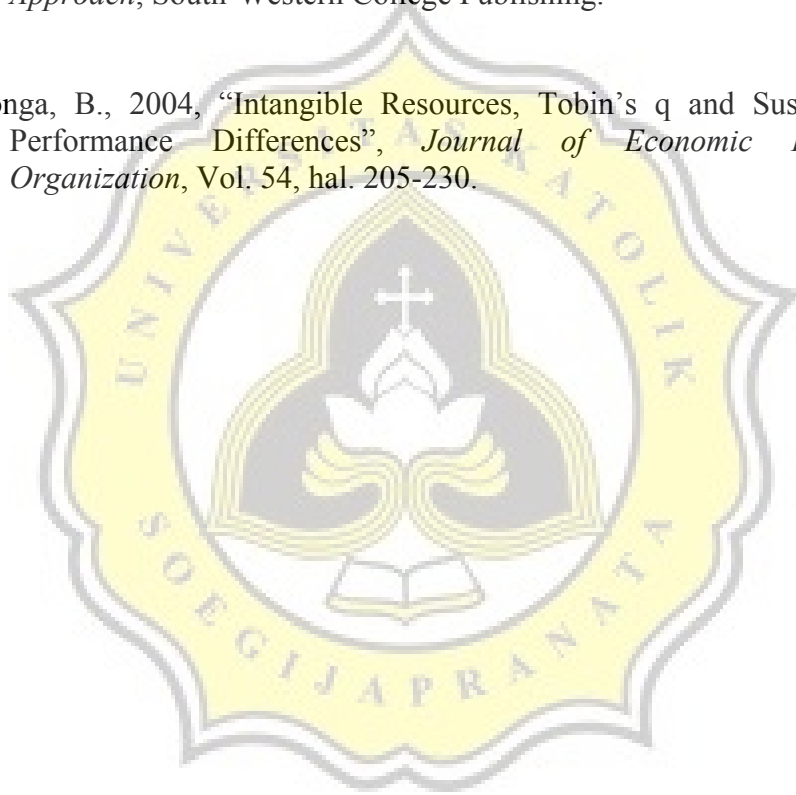 Approach, South-Western College Publishing.
onga, B., 2004, “Intangible Resources, Tobin’s q and Sus
Performance Differences”, Journal of Economic
Organization, Vol. 54, hal. 205-230.
UNIVERSITAS KATOLIK
SOEGIJAPRANATA